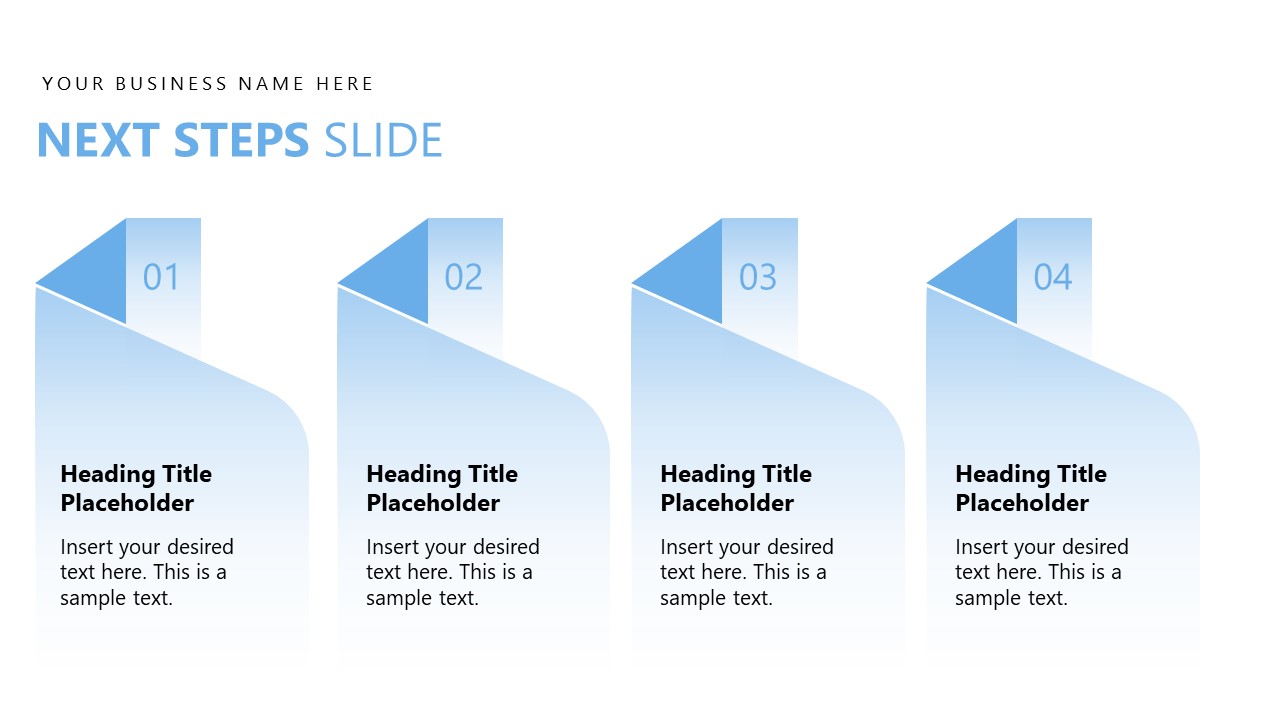 YOUR BUSINESS NAME HERE
NEXT STEPS SLIDE
01
Heading Title
Placeholder
Insert your desired
text here. This is a
sample text.
02
Heading Title
Placeholder
Insert your desired
text here. This is a
sample text.
03
Heading Title
Placeholder
Insert your desired
text here. This is a
sample text.
04
Heading Title
Placeholder
Insert your desired
text here. This is a
sample text.